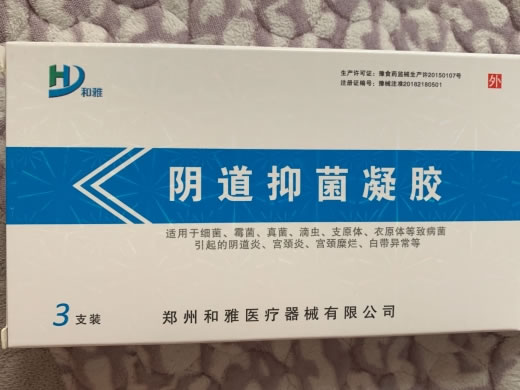 HD
和雅
生产许可证：豫食药监械生产许20150107号
注册证编号：豫械注准20182180501
外
阴道抑菌凝胶
适用于细菌、霉菌、真菌、滴虫、支原体、衣原体等致病菌
引起的阴道炎、宫颈炎、宫颈糜烂、白带异常等
3支装
郑州和雅医疗器械有限公司